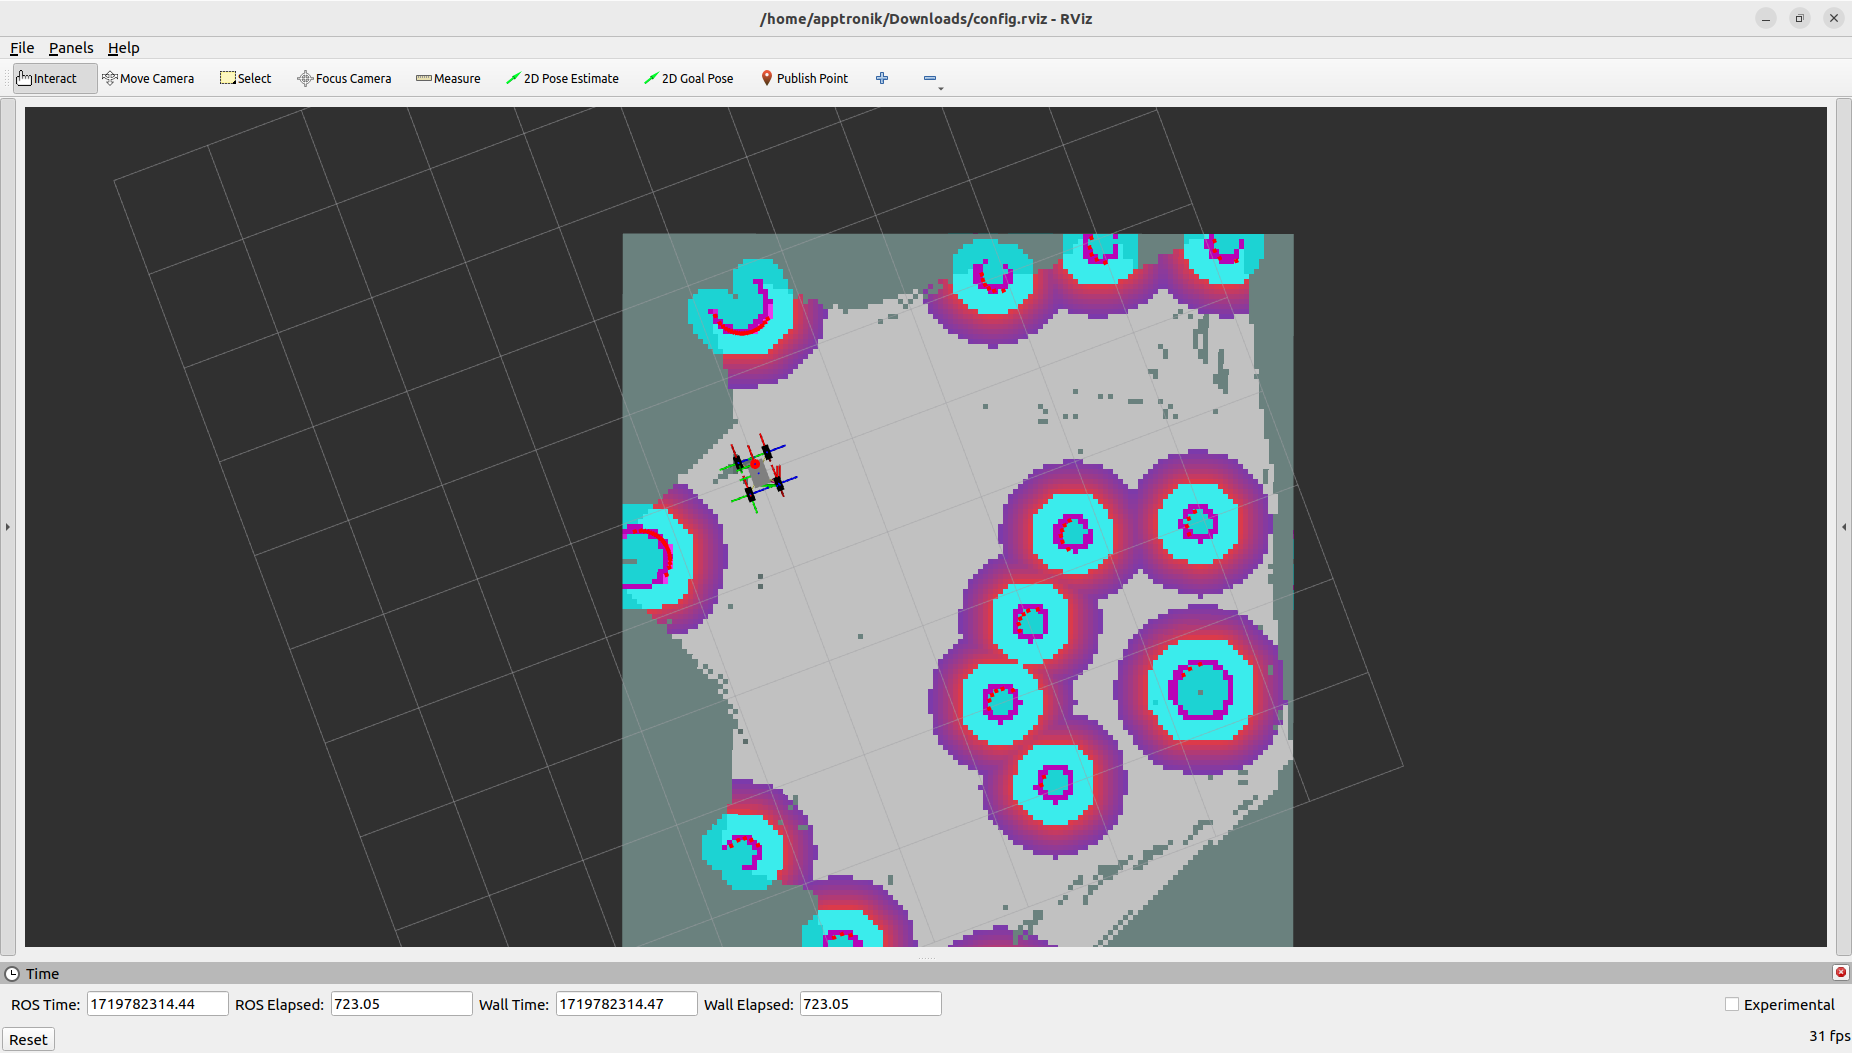 /home/apptronik/Downloads/config.rviz - RViz
File Panels Help
Interact Move Camera Select Focus Camera Measure 2D Pose Estimate 2D Goal Pose Publish Point
Time
ROS Time: 1719782314.44 ROS Elapsed: 723.05 Wall Time: 1719782314.47 Wall Elapsed: 723.05 Experimental
Reset 31 fps